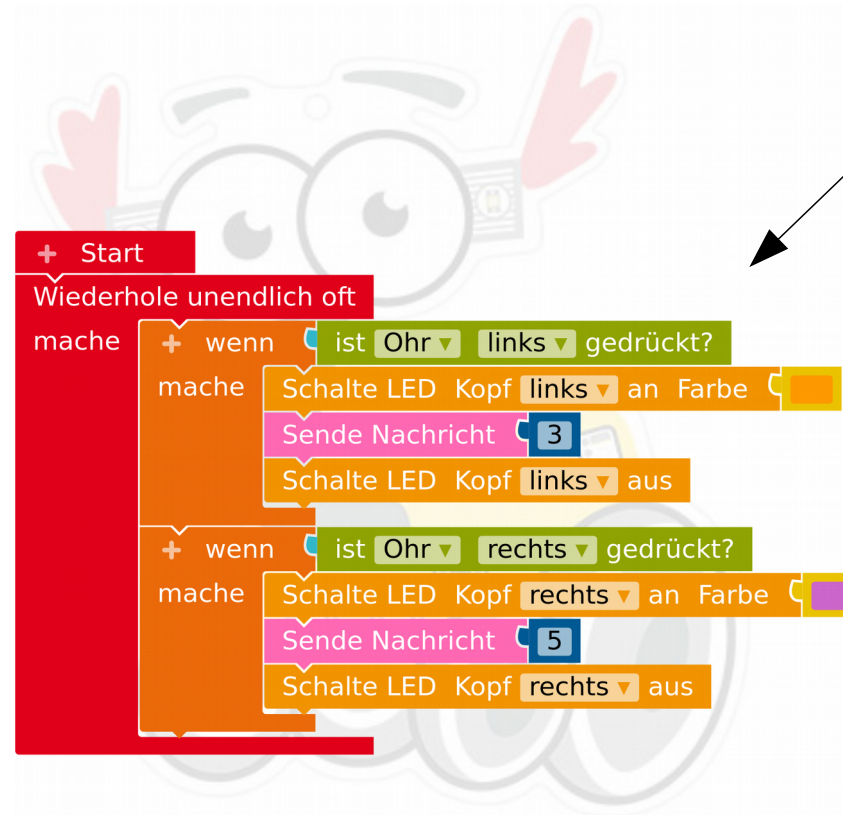 + Start
Wiederhole unendlich oft
mache + wenn ist Ohr ▾ links ▾ gedrückt?
mache Schalte LED Kopf links ▾ an Farbe
Sende Nachricht 3
Schalte LED Kopf links ▾ aus
+ wenn ist Ohr ▾ rechts ▾ gedrückt?
mache Schalte LED Kopf rechts ▾ an Farbe
Sende Nachricht 5
Schalte LED Kopf rechts ▾ aus